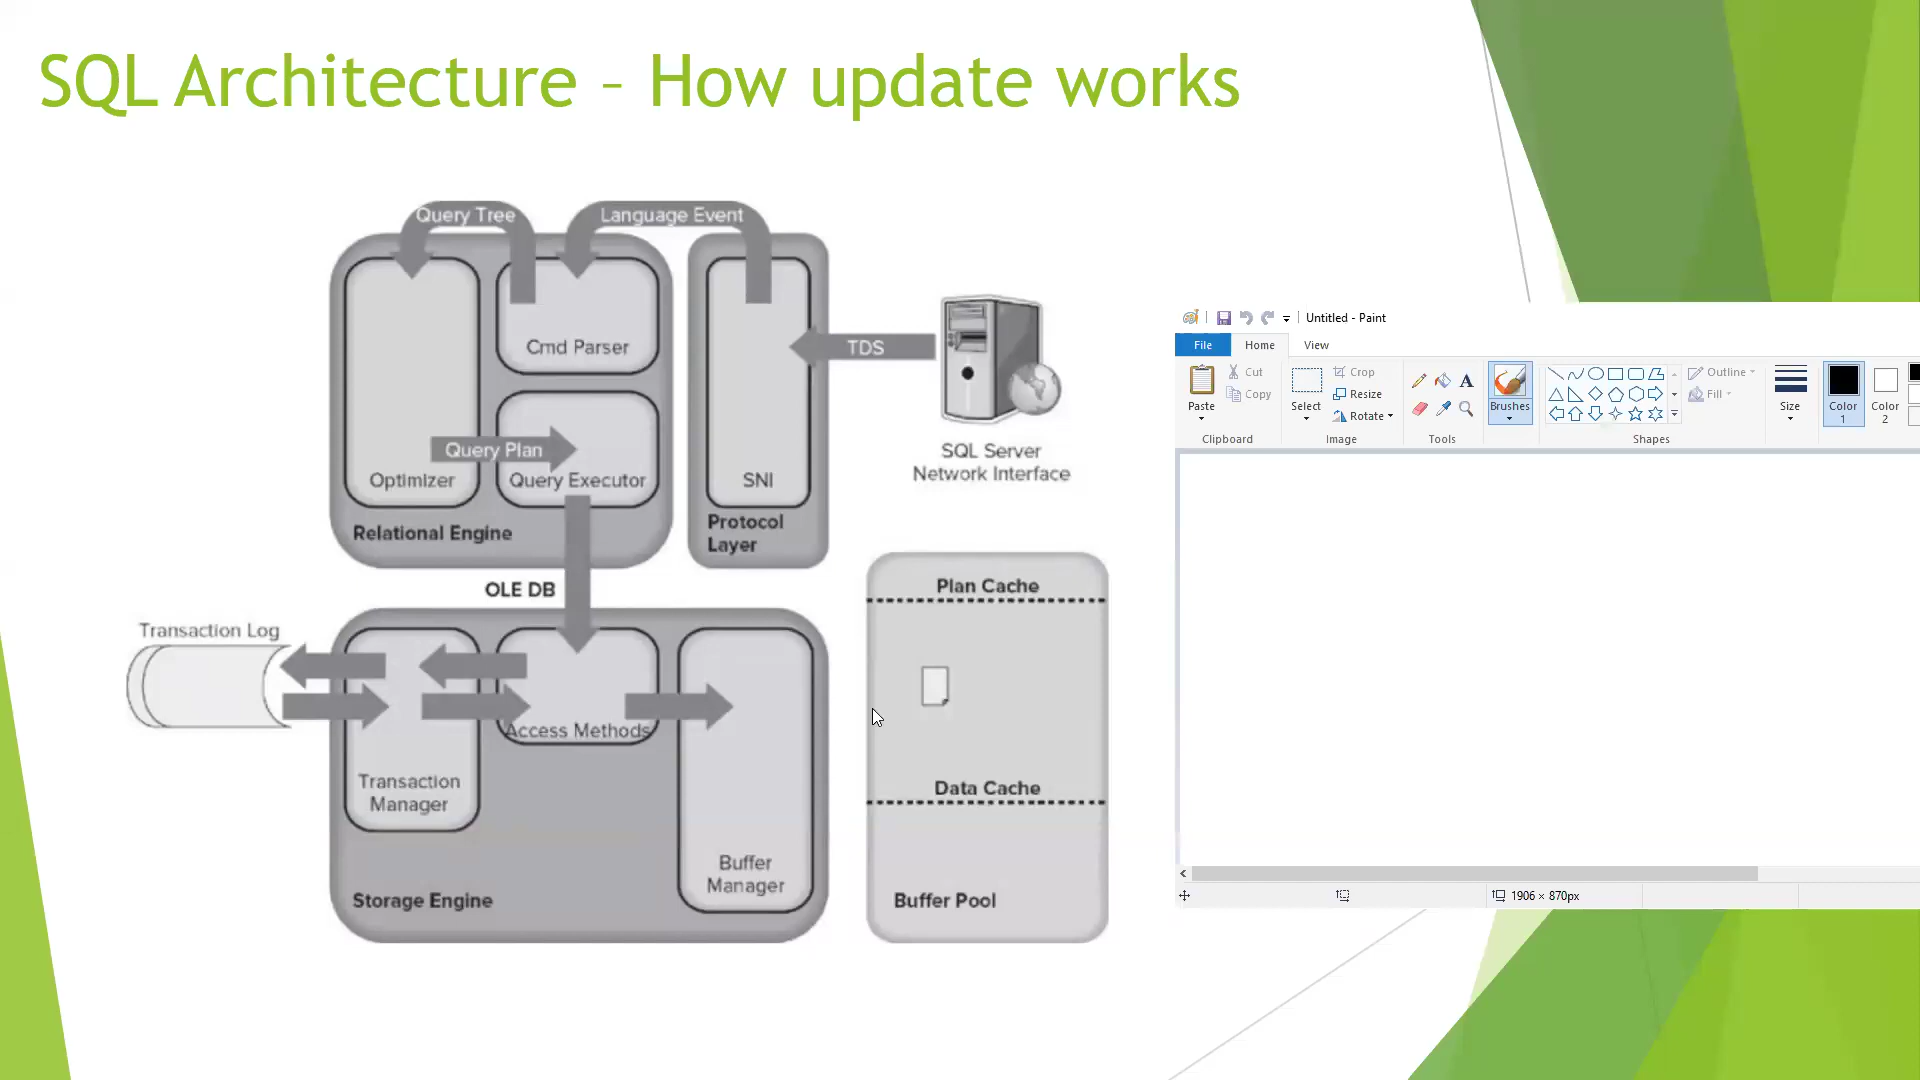 SQL Architecture – How update works
Query Tree
Language Event
Cmd Parser
TDS
Query Plan
Optimizer
Query Executor
SNI
Relational Engine
Protocol
Layer
SQL Server
Network Interface
OLE DB
Plan Cache
Transaction Log
Access Methods
Transaction
Manager
Data Cache
Buffer
Manager
Storage Engine
Buffer Pool
Untitled - Paint
File
Home
View
Paste
Cut
Copy
Clipboard
Select
Crop
Resize
Rotate
Image
A
Tools
Brushes
Outline
Fill
Shapes
Size
Color
1
Color
2
1906 × 870px